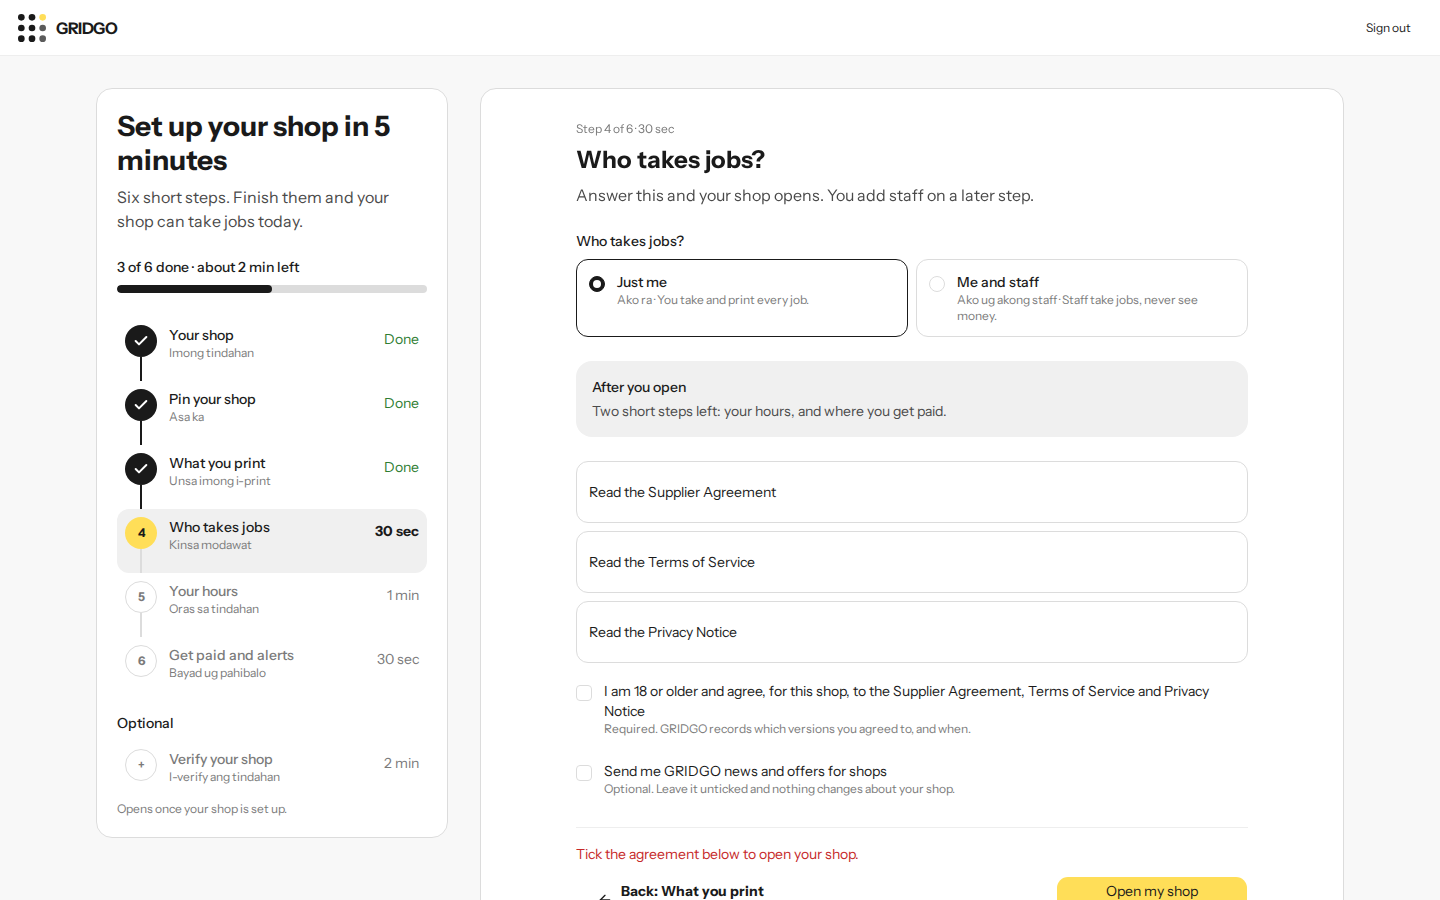 GRIDGO
Sign out
Set up your shop in 5
minutes
Six short steps. Finish them and your
shop can take jobs today.
3 of 6 done · about 2 min left
Your shop
Imong tindahan
Done
Pin your shop
Asa ka
Done
What you print
Unsa imong i-print
Done
4
Who takes jobs
Kinsa modawat
30 sec
5
Your hours
Oras sa tindahan
1 min
6
Get paid and alerts
Bayad ug pahibalo
30 sec
Optional
+
Verify your shop
I-verify ang tindahan
2 min
Opens once your shop is set up.
Step 4 of 6 · 30 sec
Who takes jobs?
Answer this and your shop opens. You add staff on a later step.
Who takes jobs?
Just me
Ako ra · You take and print every job.
Me and staff
Ako ug akong staff · Staff take jobs, never see
money.
After you open
Two short steps left: your hours, and where you get paid.
Read the Supplier Agreement
Read the Terms of Service
Read the Privacy Notice
I am 18 or older and agree, for this shop, to the Supplier Agreement, Terms of Service and Privacy
Notice
Required. GRIDGO records which versions you agreed to, and when.
Send me GRIDGO news and offers for shops
Optional. Leave it unticked and nothing changes about your shop.
Tick the agreement below to open your shop.
Back: What you print
Open my shop